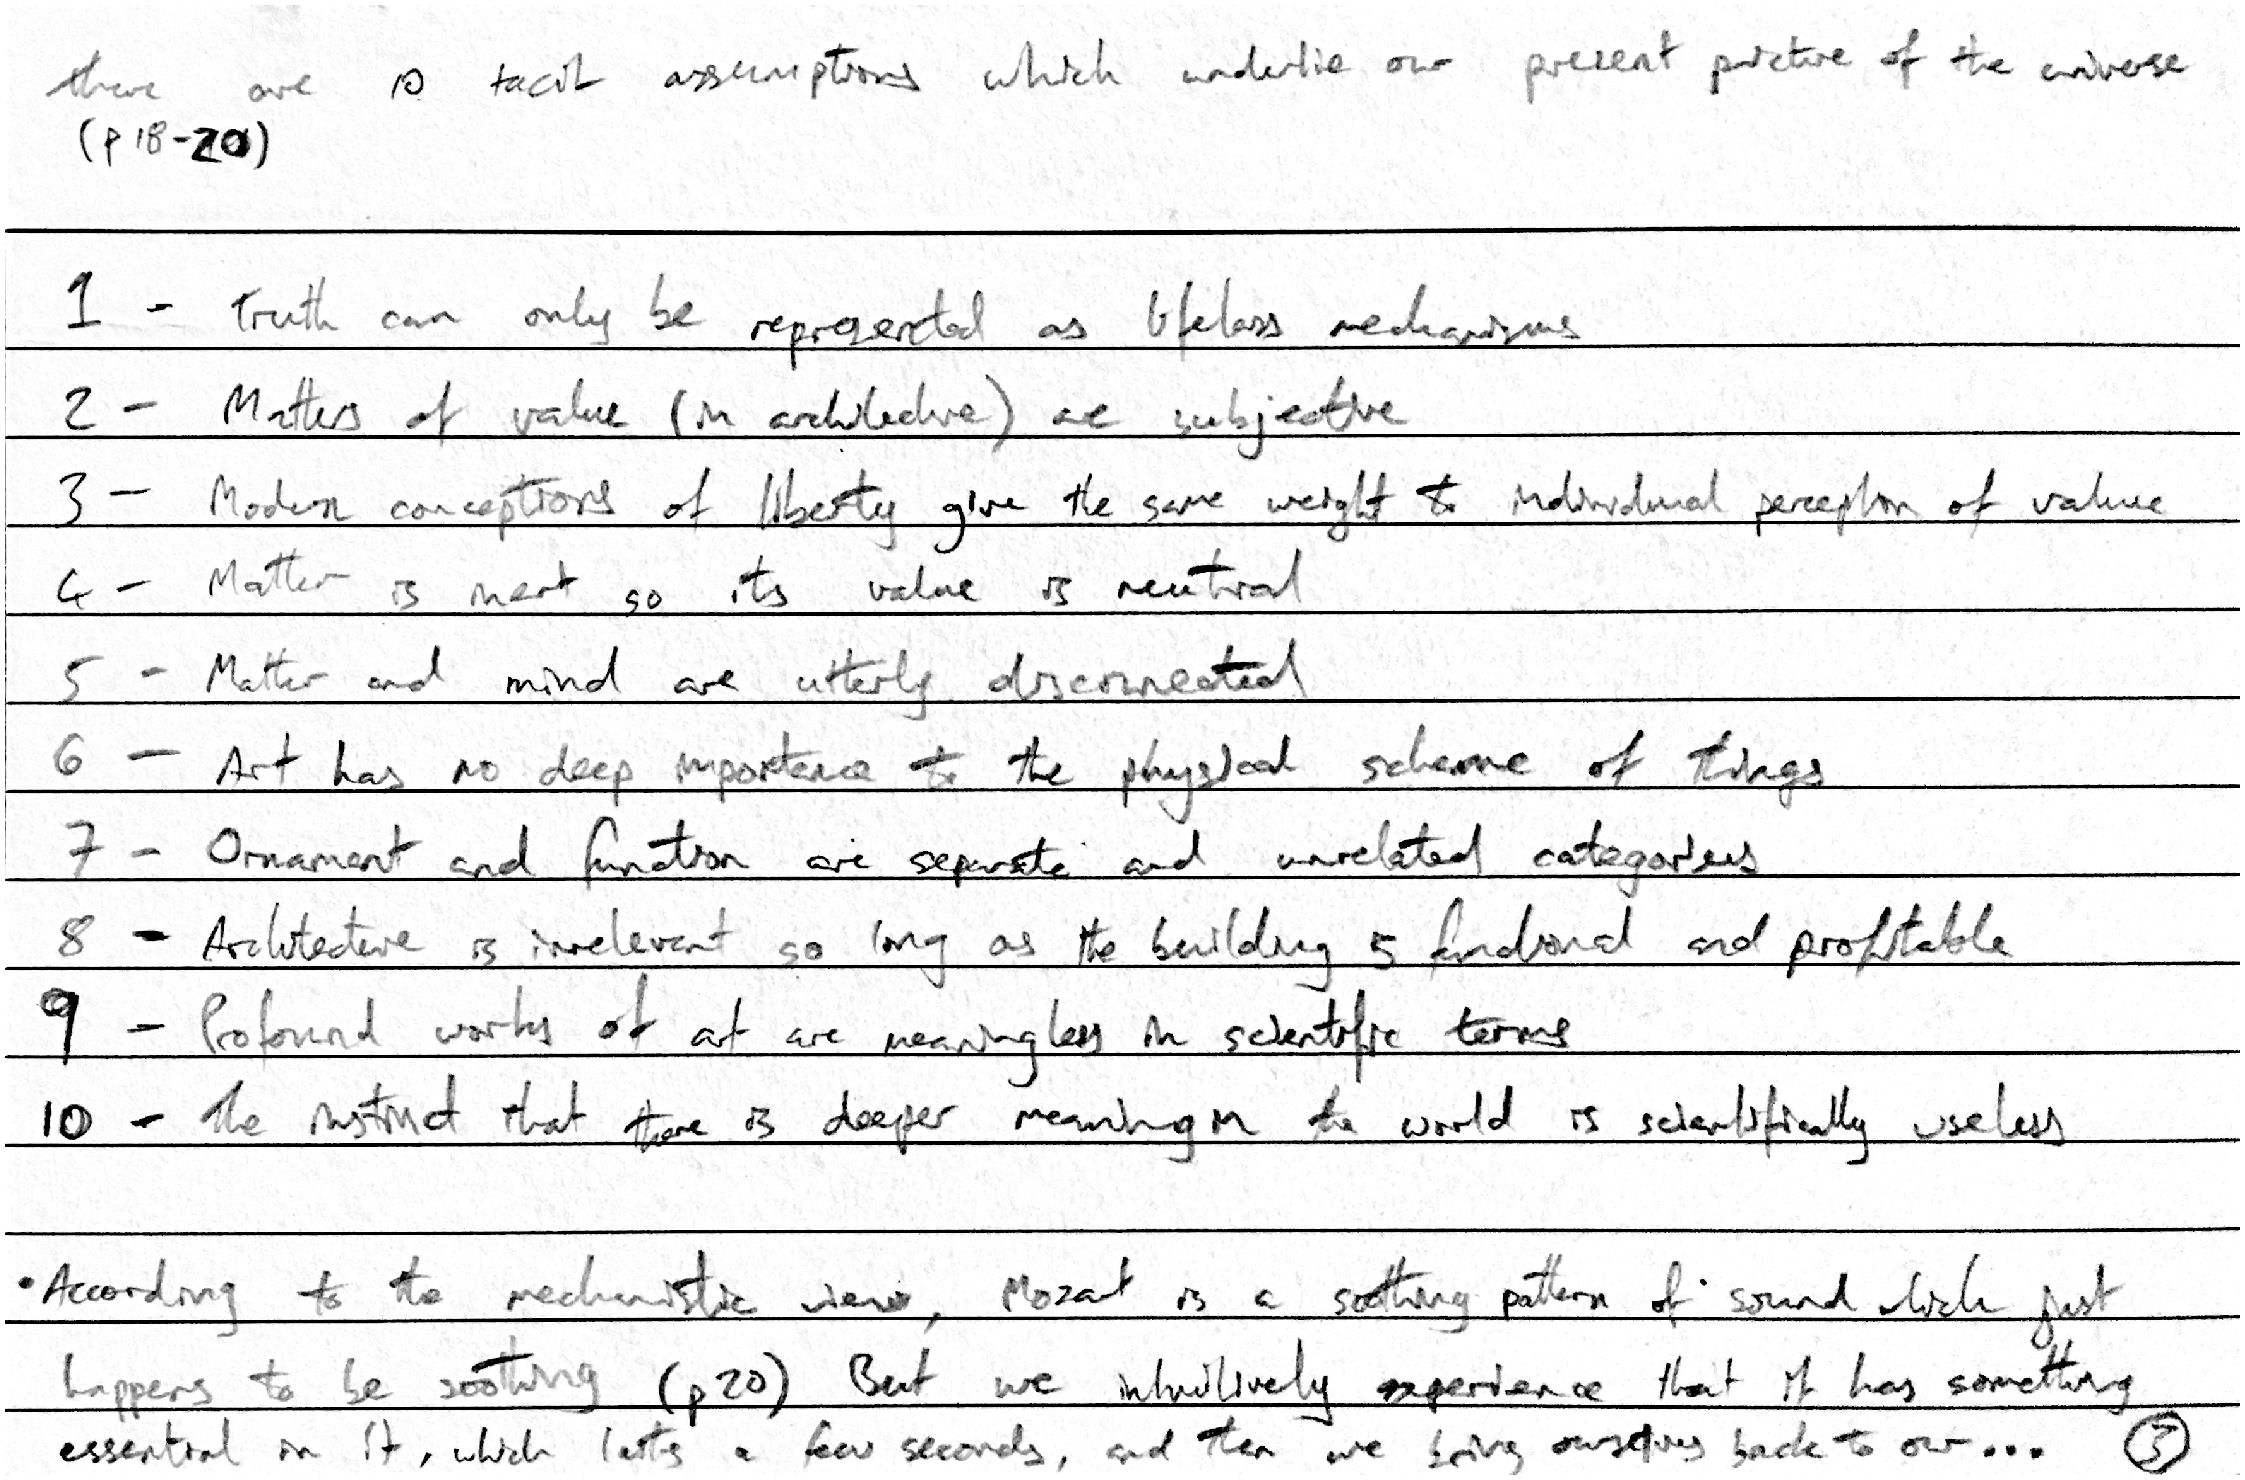 there are 10 tacit assumptions which underlie our present picture of the universe
(p 18-20)
1 - Truth can only be represented as lifeless mechanisms
2 - Matters of value (in architecture) are subjective
3 - Modern conceptions of liberty give the same weight to individual perception of value
4 - Matter is inert so its value is neutral
5 - Matter and mind are utterly disconnected
6 - Art has no deep importance to the physical scheme of things
7 - Ornament and function are separate and unrelated categories
8 - Architecture is irrelevant so long as the building is functional and profitable
9 - Profound works of art are meaningless in scientific terms
10 - The instinct that there is deeper meaning in the world is scientifically useless
• According to the mechanistic view, Mozart is a soothing pattern of sound which just
happens to be soothing (p 20) But we intuitively experience that it has something
essential in it, which lasts a few seconds, and then we bring ourselves back to our... 3